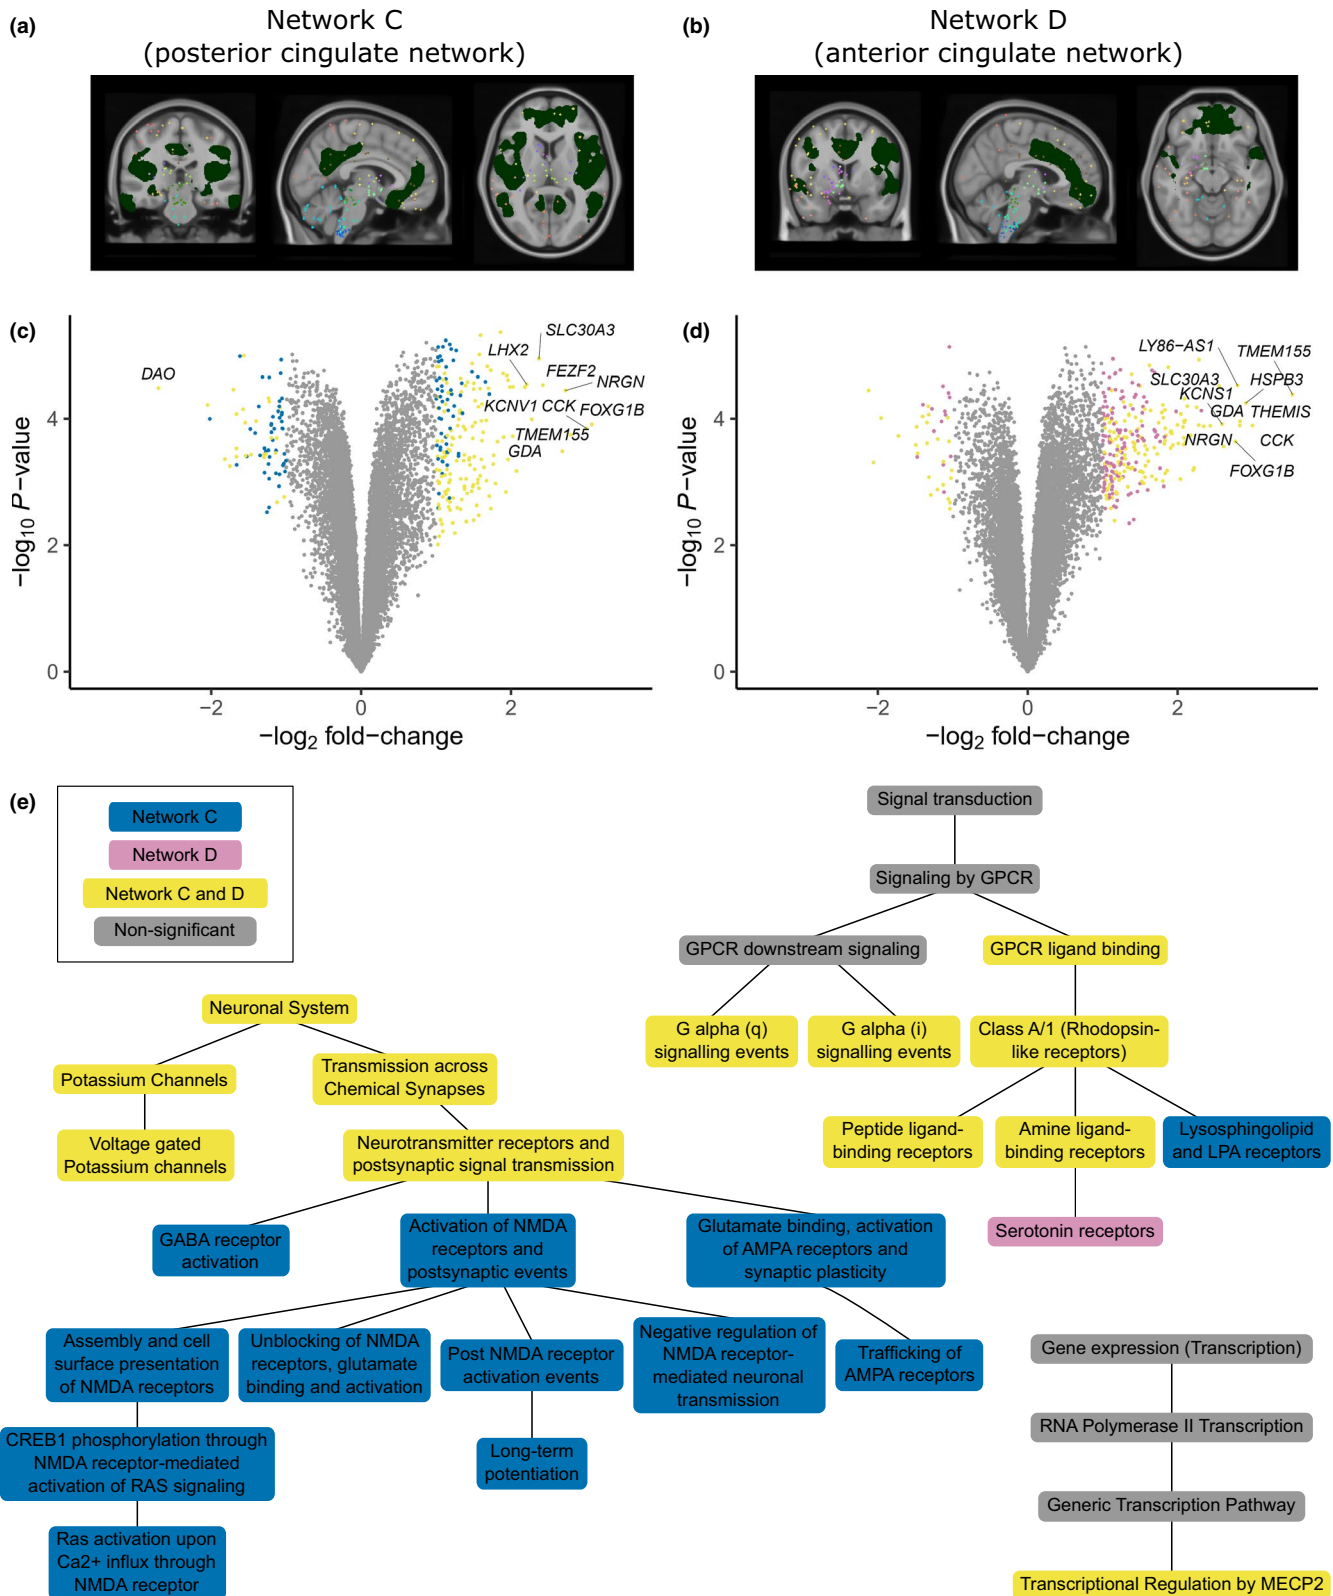 (a)
Network C
(posterior cingulate network)
(b)
Network D
(anterior cingulate network)
(c)
4
2
0
−2
0
2
−log10 P-value
−log2 fold−change
DAO
SLC30A3
LHX2
FEZF2
NRGN
KCNV1
CCK
FOXG1B
TMEM155
GDA
(d)
4
2
0
−2
0
2
−log10 P-value
−log2 fold−change
LY86−AS1
TMEM155
SLC30A3
HSPB3
KCNS1
GDA
THEMIS
NRGN
CCK
FOXG1B
(e)
Network C
Network D
Network C and D
Non-significant
Signal transduction
Signaling by GPCR
GPCR downstream signaling
GPCR ligand binding
G alpha (q)
signalling events
G alpha (i)
signalling events
Class A/1 (Rhodopsin-
like receptors)
Peptide ligand-
binding receptors
Amine ligand-
binding receptors
Lysosphingolipid
and LPA receptors
Serotonin receptors
Neuronal System
Potassium Channels
Transmission across
Chemical Synapses
Voltage gated
Potassium channels
Neurotransmitter receptors and
postsynaptic signal transmission
GABA receptor
activation
Activation of NMDA
receptors and
postsynaptic events
Glutamate binding, activation
of AMPA receptors and
synaptic plasticity
Assembly and cell
surface presentation
of NMDA receptors
Unblocking of NMDA
receptors, glutamate
binding and activation
Post NMDA receptor
activation events
Negative regulation of
NMDA receptor-
mediated neuronal
transmission
Trafficking of
AMPA receptors
CREB1 phosphorylation through
NMDA receptor-mediated
activation of RAS signaling
Long-term
potentiation
Ras activation upon
Ca2+ influx through
NMDA receptor
Gene expression (Transcription)
RNA Polymerase II Transcription
Generic Transcription Pathway
Transcriptional Regulation by MECP2